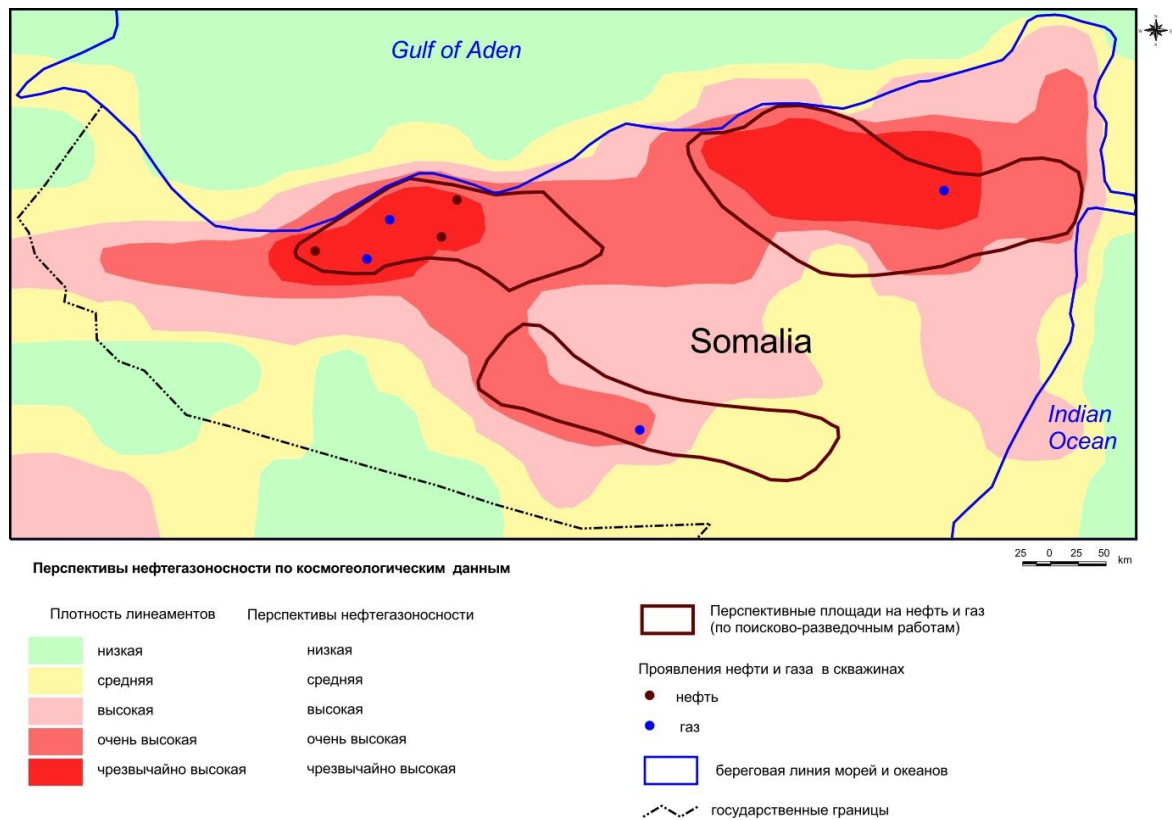 Gulf of Aden
Somalia
Indian
Ocean
25 0 25 50 km
Перспективы нефтегазоносности по космогеологическим данным
Плотность линеаментов Перспективы нефтегазоносности
низкая низкая
средняя средняя
высокая высокая
очень высокая очень высокая
чрезвычайно высокая чрезвычайно высокая
Перспективные площади на нефть и газ
(по поисково-разведочным работам)
Проявления нефти и газа в скважинах
нефть
газ
береговая линия морей и океанов
государственные границы